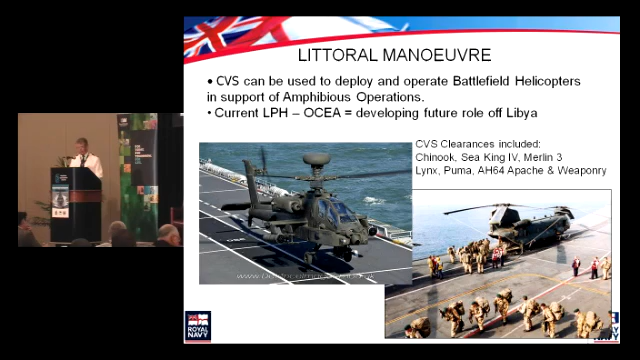 LITTORAL MANOEUVRE
• CVS can be used to deploy and operate Battlefield Helicopters
in support of Amphibious Operations.
• Current LPH – OCEA = developing future role off Libya
CVS Clearances included:
Chinook, Sea King IV, Merlin 3
Lynx, Puma, AH64 Apache & Weaponry
ROYAL
NAVY